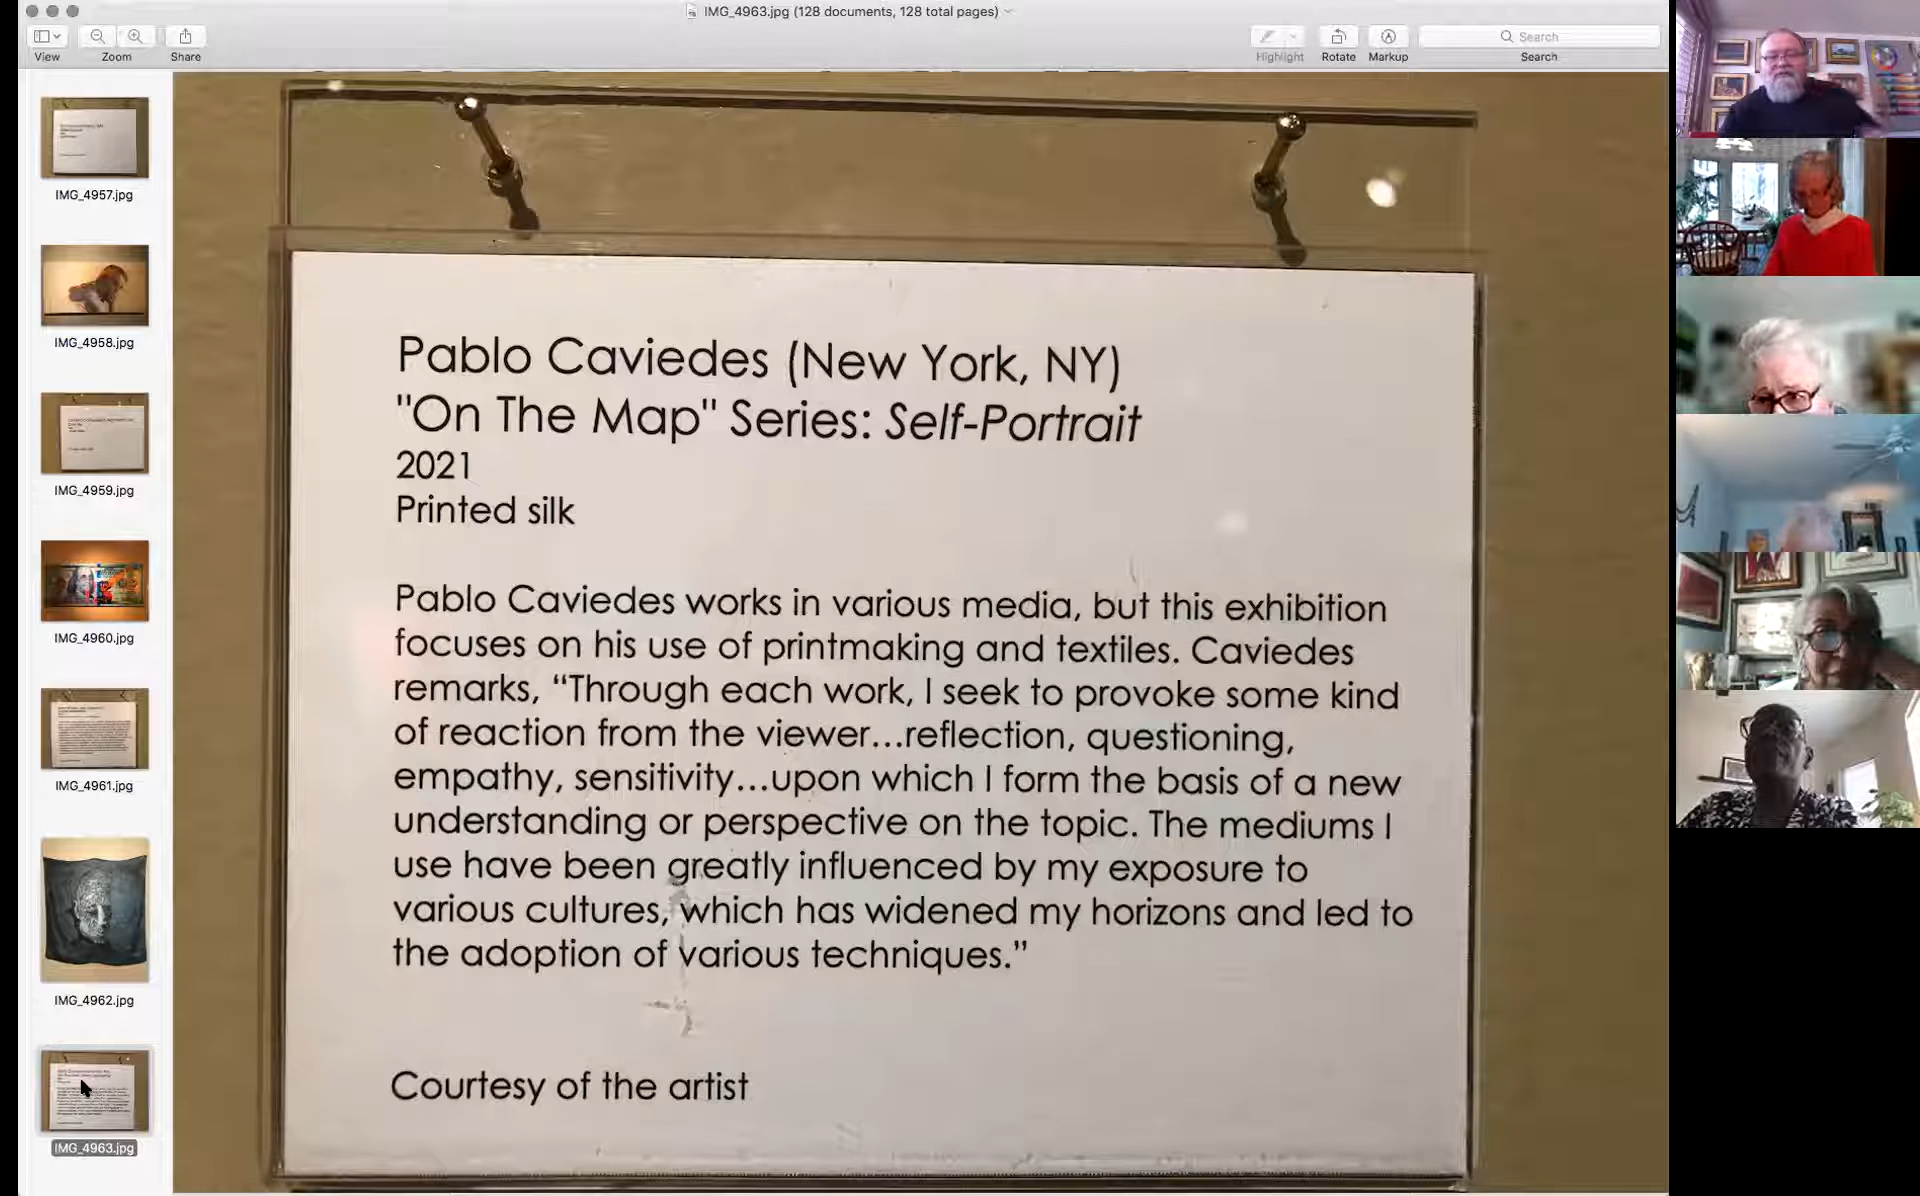 IMG_4963.jpg (128 documents, 128 total pages)
View
Zoom
Share
Highlight
Rotate
Markup
Search
Search
IMG_4957.jpg
IMG_4958.jpg
IMG_4959.jpg
IMG_4960.jpg
IMG_4961.jpg
IMG_4962.jpg
IMG_4963.jpg
Pablo Caviedes (New York, NY)
"On The Map" Series: Self-Portrait
2021
Printed silk
Pablo Caviedes works in various media, but this exhibition
focuses on his use of printmaking and textiles. Caviedes
remarks, “Through each work, I seek to provoke some kind
of reaction from the viewer...reflection, questioning,
empathy, sensitivity...upon which I form the basis of a new
understanding or perspective on the topic. The mediums I
use have been greatly influenced by my exposure to
various cultures, which has widened my horizons and led to
the adoption of various techniques.”
Courtesy of the artist